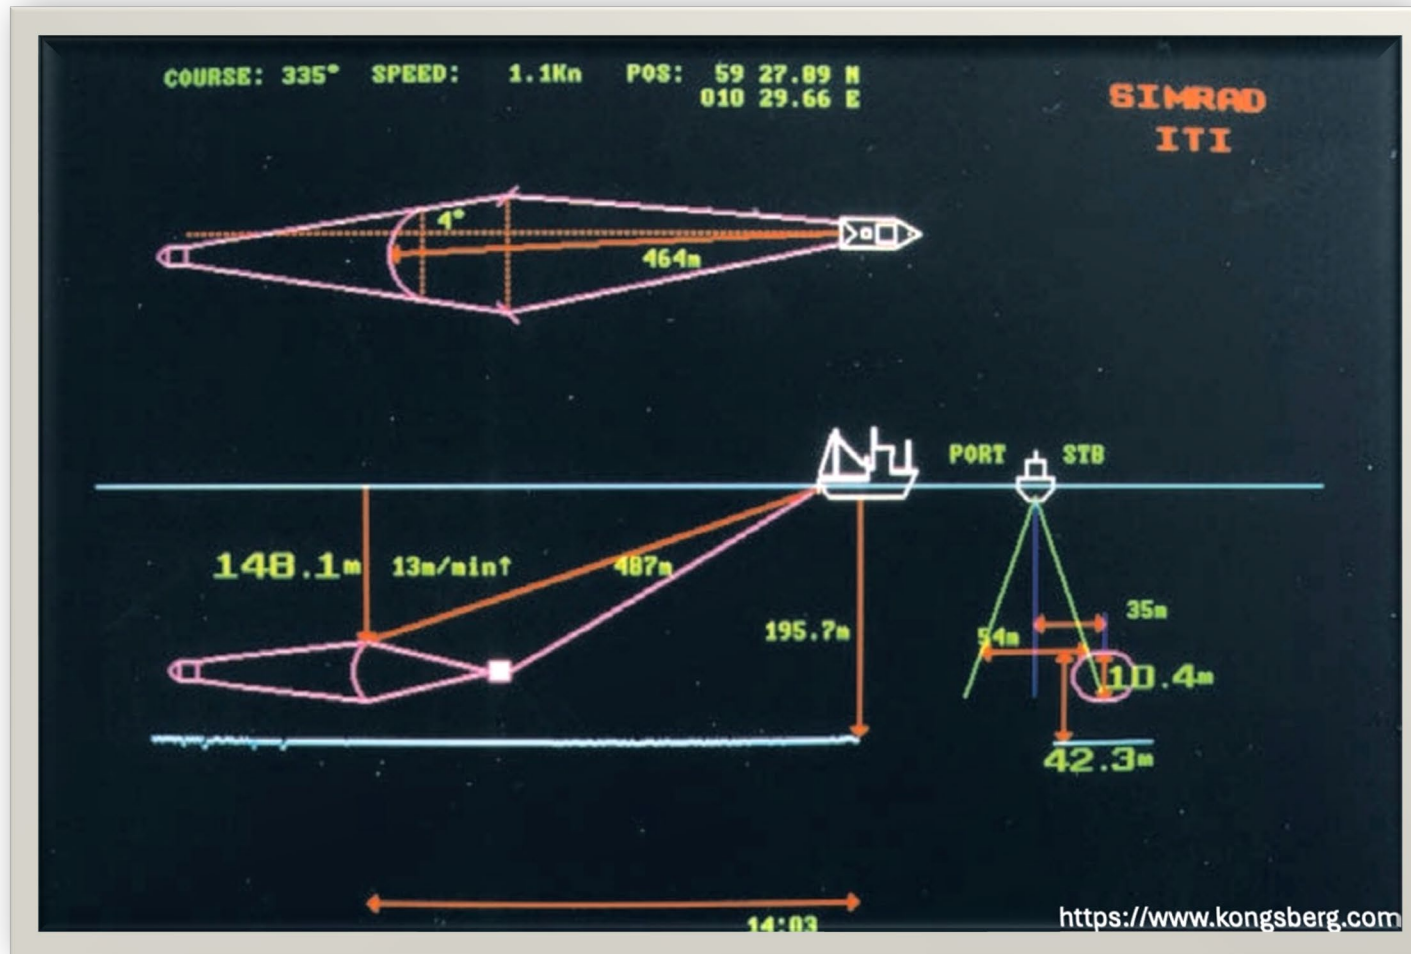 COURSE: 335° SPEED: 1.1Kn POS: 59 27.89 N
010 29.66 E
SIMRAD
ITI
4°
464m
PORT STB
148.1m 13m/min↑ 487m
195.7m
35m
54m
10.4m
42.3m
14:03
https://www.kongsberg.com